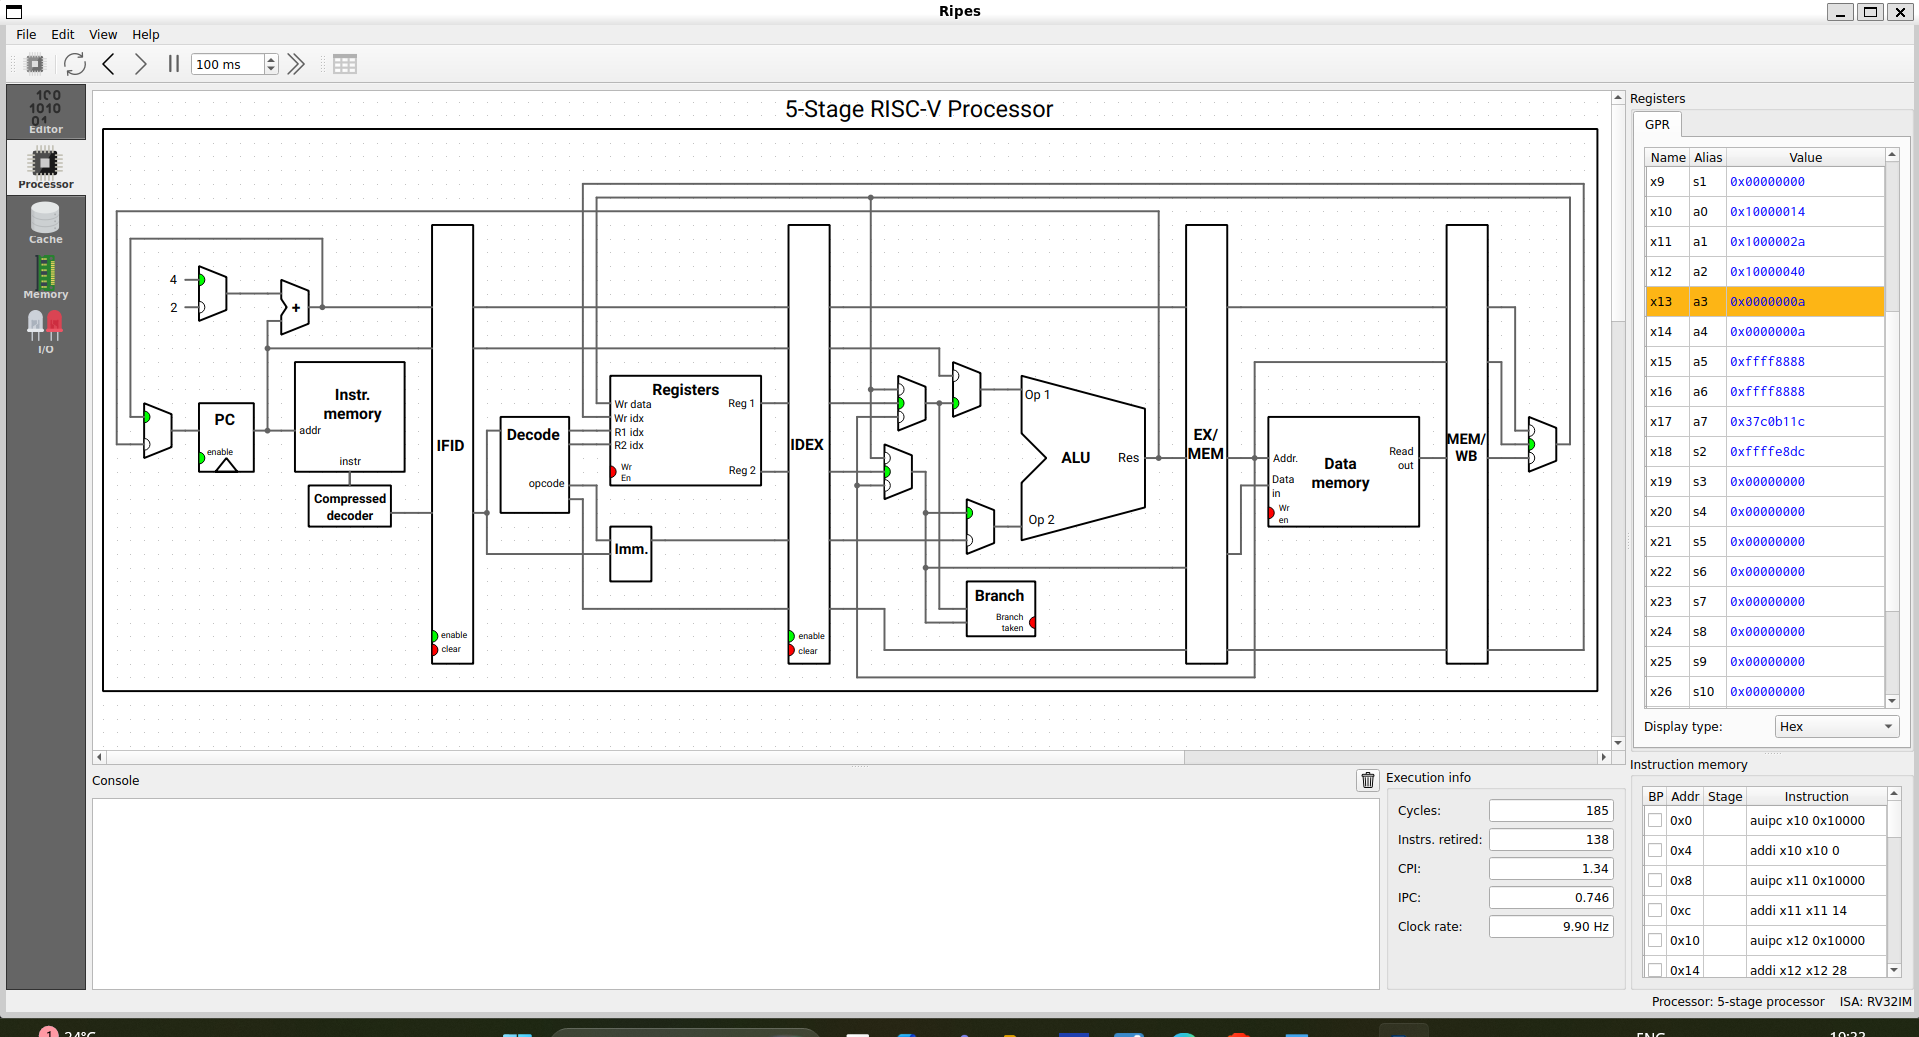 Ripes
File Edit View Help
100 ms
Editor
Processor
Cache
Memory
I/O
5-Stage RISC-V Processor
4
2
+
PC
enable
Instr.
memory
addr
instr
Compressed
decoder
IFID
enable
clear
Decode
opcode
Registers
Wr data
Wr idx
R1 idx
R2 idx
Wr
En
Reg 1
Reg 2
Imm.
IDEX
enable
clear
Op 1
ALU
Res
Op 2
Branch
Branch
taken
EX/
MEM
Addr.
Data
in
Wr
en
Data
memory
Read
out
MEM/
WB
Registers
GPR
Name Alias Value
x9 s1 0x00000000
x10 a0 0x10000014
x11 a1 0x1000002a
x12 a2 0x10000040
x13 a3 0x0000000a
x14 a4 0x0000000a
x15 a5 0xffff8888
x16 a6 0xffff8888
x17 a7 0x37c0b11c
x18 s2 0xffffe8dc
x19 s3 0x00000000
x20 s4 0x00000000
x21 s5 0x00000000
x22 s6 0x00000000
x23 s7 0x00000000
x24 s8 0x00000000
x25 s9 0x00000000
x26 s10 0x00000000
Display type: Hex
Console
Execution info
Cycles: 185
Instrs. retired: 138
CPI: 1.34
IPC: 0.746
Clock rate: 9.90 Hz
Instruction memory
BP Addr Stage Instruction
0x0 auipc x10 0x10000
0x4 addi x10 x10 0
0x8 auipc x11 0x10000
0xc addi x11 x11 14
0x10 auipc x12 0x10000
0x14 addi x12 x12 28
Processor: 5-stage processor ISA: RV32IM
1